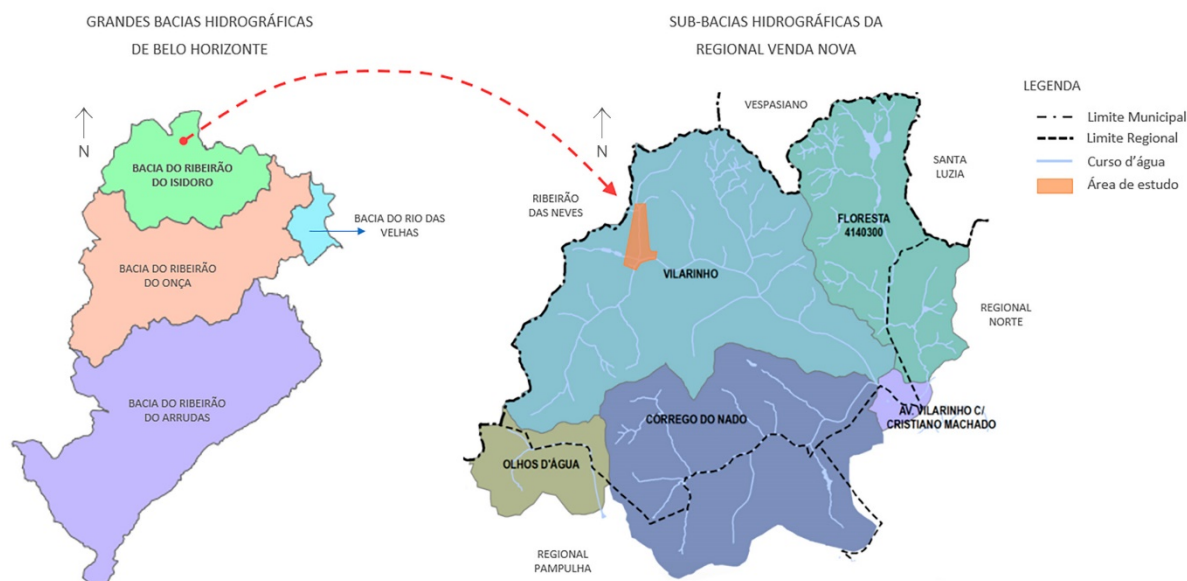 GRANDES BACIAS HIDROGRÁFICAS
DE BELO HORIZONTE
N
BACIA DO RIBEIRÃO
DO ISIDORO
BACIA DO RIO DAS
VELHAS
BACIA DO RIBEIRÃO
DO ONÇA
BACIA DO RIBEIRÃO
DO ARRUDAS
SUB-BACIAS HIDROGRÁFICAS DA
REGIONAL VENDA NOVA
N
VESPASIANO
RIBEIRÃO
DAS NEVES
SANTA
LUZIA
FLORESTA
4140300
VILARINHO
REGIONAL
NORTE
CÓRREGO DO NADO
AV. VILARINHO C/
CRISTIANO MACHADO
OLHOS D'ÁGUA
REGIONAL
PAMPULHA
LEGENDA
Limite Municipal
Limite Regional
Curso d'água
Área de estudo